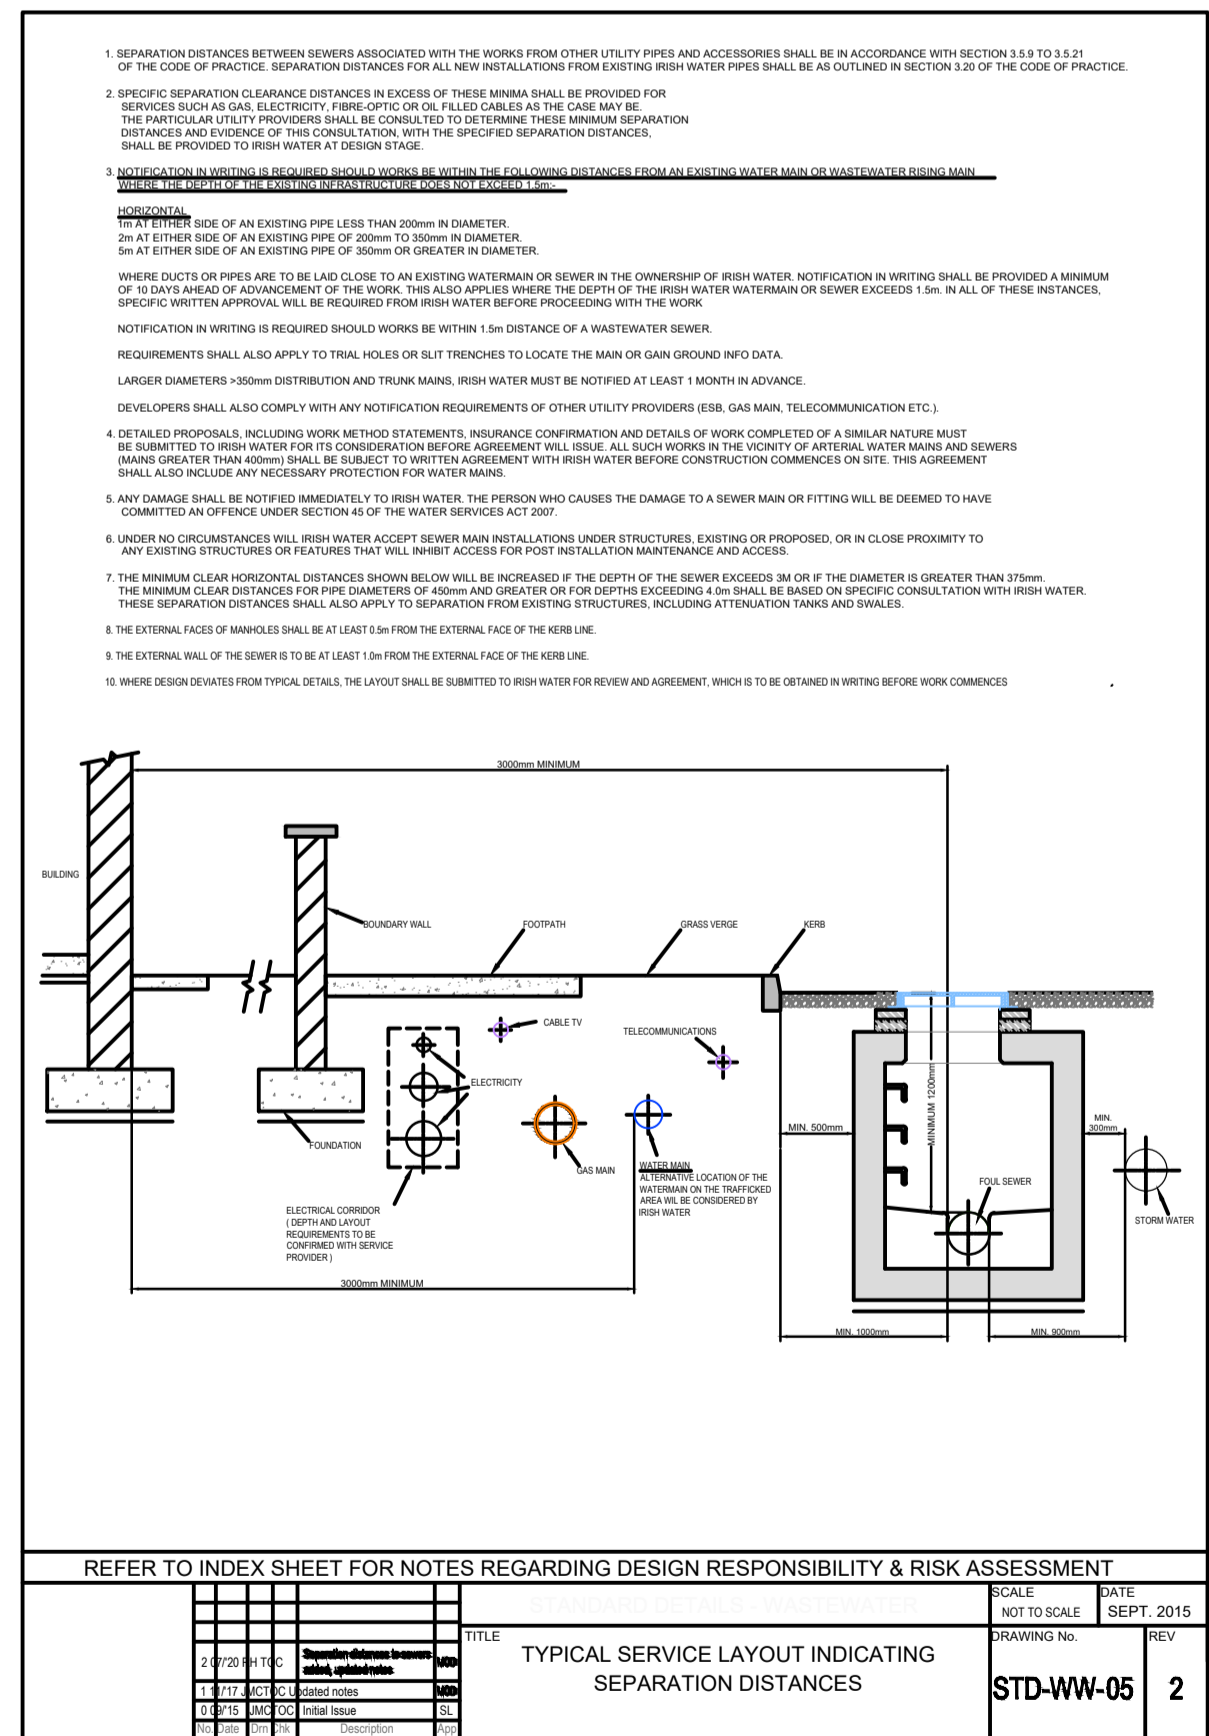 1. SEPARATION DISTANCES BETWEEN SEWERS ASSOCIATED WITH THE WORKS FROM OTHER UTILITY PIPES AND ACCESSORIES SHALL BE IN ACCORDANCE WITH SECTION 3.5.9 TO 3.5.21
OF THE CODE OF PRACTICE. SEPARATION DISTANCES FOR ALL NEW INSTALLATIONS FROM EXISTING IRISH WATER PIPES SHALL BE AS OUTLINED IN SECTION 3.20 OF THE CODE OF PRACTICE.
2. SPECIFIC SEPARATION CLEARANCE DISTANCES IN EXCESS OF THESE MINIMA SHALL BE PROVIDED FOR
SERVICES SUCH AS GAS, ELECTRICITY, FIBRE-OPTIC OR OIL FILLED CABLES AS THE CASE MAY BE.
THE PARTICULAR UTILITY PROVIDERS SHALL BE CONSULTED TO DETERMINE THESE MINIMUM SEPARATION
DISTANCES AND EVIDENCE OF THIS CONSULTATION, WITH THE SPECIFIED SEPARATION DISTANCES,
SHALL BE PROVIDED TO IRISH WATER AT DESIGN STAGE.
3. NOTIFICATION IN WRITING IS REQUIRED SHOULD WORKS BE WITHIN THE FOLLOWING DISTANCES FROM AN EXISTING WATER MAIN OR WASTEWATER RISING MAIN
WHERE THE DEPTH OF THE EXISTING INFRASTRUCTURE DOES NOT EXCEED 1.5m:-
HORIZONTAL
1m AT EITHER SIDE OF AN EXISTING PIPE LESS THAN 200mm IN DIAMETER.
2m AT EITHER SIDE OF AN EXISTING PIPE OF 200mm TO 350mm IN DIAMETER.
5m AT EITHER SIDE OF AN EXISTING PIPE OF 350mm OR GREATER IN DIAMETER.
WHERE DUCTS OR PIPES ARE TO BE LAID CLOSE TO AN EXISTING WATERMAIN OR SEWER IN THE OWNERSHIP OF IRISH WATER. NOTIFICATION IN WRITING SHALL BE PROVIDED A MINIMUM
OF 10 DAYS AHEAD OF ADVANCEMENT OF THE WORK. THIS ALSO APPLIES WHERE THE DEPTH OF THE IRISH WATER WATERMAIN OR SEWER EXCEEDS 1.5m. IN ALL OF THESE INSTANCES,
SPECIFIC WRITTEN APPROVAL WILL BE REQUIRED FROM IRISH WATER BEFORE PROCEEDING WITH THE WORK
NOTIFICATION IN WRITING IS REQUIRED SHOULD WORKS BE WITHIN 1.5m DISTANCE OF A WASTEWATER SEWER.
REQUIREMENTS SHALL ALSO APPLY TO TRIAL HOLES OR SLIT TRENCHES TO LOCATE THE MAIN OR GAIN GROUND INFO DATA.
LARGER DIAMETERS >350mm DISTRIBUTION AND TRUNK MAINS, IRISH WATER MUST BE NOTIFIED AT LEAST 1 MONTH IN ADVANCE.
DEVELOPERS SHALL ALSO COMPLY WITH ANY NOTIFICATION REQUIREMENTS OF OTHER UTILITY PROVIDERS (ESB, GAS MAIN, TELECOMMUNICATION ETC.).
4. DETAILED PROPOSALS, INCLUDING WORK METHOD STATEMENTS, INSURANCE CONFIRMATION AND DETAILS OF WORK COMPLETED OF A SIMILAR NATURE MUST
BE SUBMITTED TO IRISH WATER FOR ITS CONSIDERATION BEFORE AGREEMENT WILL ISSUE. ALL SUCH WORKS IN THE VICINITY OF ARTERIAL WATER MAINS AND SEWERS
(MAINS GREATER THAN 400mm) SHALL BE SUBJECT TO WRITTEN AGREEMENT WITH IRISH WATER BEFORE CONSTRUCTION COMMENCES ON SITE. THIS AGREEMENT
SHALL ALSO INCLUDE ANY NECESSARY PROTECTION FOR WATER MAINS.
5. ANY DAMAGE SHALL BE NOTIFIED IMMEDIATELY TO IRISH WATER. THE PERSON WHO CAUSES THE DAMAGE TO A SEWER MAIN OR FITTING WILL BE DEEMED TO HAVE
COMMITTED AN OFFENCE UNDER SECTION 45 OF THE WATER SERVICES ACT 2007.
6. UNDER NO CIRCUMSTANCES WILL IRISH WATER ACCEPT SEWER MAIN INSTALLATIONS UNDER STRUCTURES, EXISTING OR PROPOSED, OR IN CLOSE PROXIMITY TO
ANY EXISTING STRUCTURES OR FEATURES THAT WILL INHIBIT ACCESS FOR POST INSTALLATION MAINTENANCE AND ACCESS.
7. THE MINIMUM CLEAR HORIZONTAL DISTANCES SHOWN BELOW WILL BE INCREASED IF THE DEPTH OF THE SEWER EXCEEDS 3M OR IF THE DIAMETER IS GREATER THAN 375mm.
THE MINIMUM CLEAR DISTANCES FOR PIPE DIAMETERS OF 450mm AND GREATER OR FOR DEPTHS EXCEEDING 4.0m SHALL BE BASED ON SPECIFIC CONSULTATION WITH IRISH WATER.
THESE SEPARATION DISTANCES SHALL ALSO APPLY TO SEPARATION FROM EXISTING STRUCTURES, INCLUDING ATTENUATION TANKS AND SWALES.
8. THE EXTERNAL FACES OF MANHOLES SHALL BE AT LEAST 0.5m FROM THE EXTERNAL FACE OF THE KERB LINE.
9. THE EXTERNAL WALL OF THE SEWER IS TO BE AT LEAST 1.0m FROM THE EXTERNAL FACE OF THE KERB LINE.
10. WHERE DESIGN DEVIATES FROM TYPICAL DETAILS, THE LAYOUT SHALL BE SUBMITTED TO IRISH WATER FOR REVIEW AND AGREEMENT, WHICH IS TO BE OBTAINED IN WRITING BEFORE WORK COMMENCES
3000mm MINIMUM
BUILDING
BOUNDARY WALL
FOOTPATH
GRASS VERGE
KERB
CABLE TV
TELECOMMUNICATIONS
ELECTRICITY
MINIMUM 1200mm
MIN. 500mm
MIN.
300mm
FOUNDATION
GAS MAIN
WATER MAIN
ALTERNATIVE LOCATION OF THE
WATERMAIN ON THE TRAFFICKED
AREA WIL BE CONSIDERED BY
IRISH WATER
FOUL SEWER
STORM WATER
ELECTRICAL CORRIDOR
( DEPTH AND LAYOUT
REQUIREMENTS TO BE
CONFIRMED WITH SERVICE
PROVIDER )
3000mm MINIMUM
MIN. 1000mm
MIN. 900mm
REFER TO INDEX SHEET FOR NOTES REGARDING DESIGN RESPONSIBILITY & RISK ASSESSMENT
STANDARD DETAILS - WASTEWATER
SCALE
NOT TO SCALE
DATE
SEPT. 2015
TITLE
TYPICAL SERVICE LAYOUT INDICATING
SEPARATION DISTANCES
DRAWING No.
STD-WW-05
REV
2
2 07/'20 RH TOC Separation distances to sewers
added, updated notes MOD
1 11/'17 JMC TOC Updated notes MOD
0 09/'15 JMC TOC Initial Issue SL
No. Date Drn Chk Description App